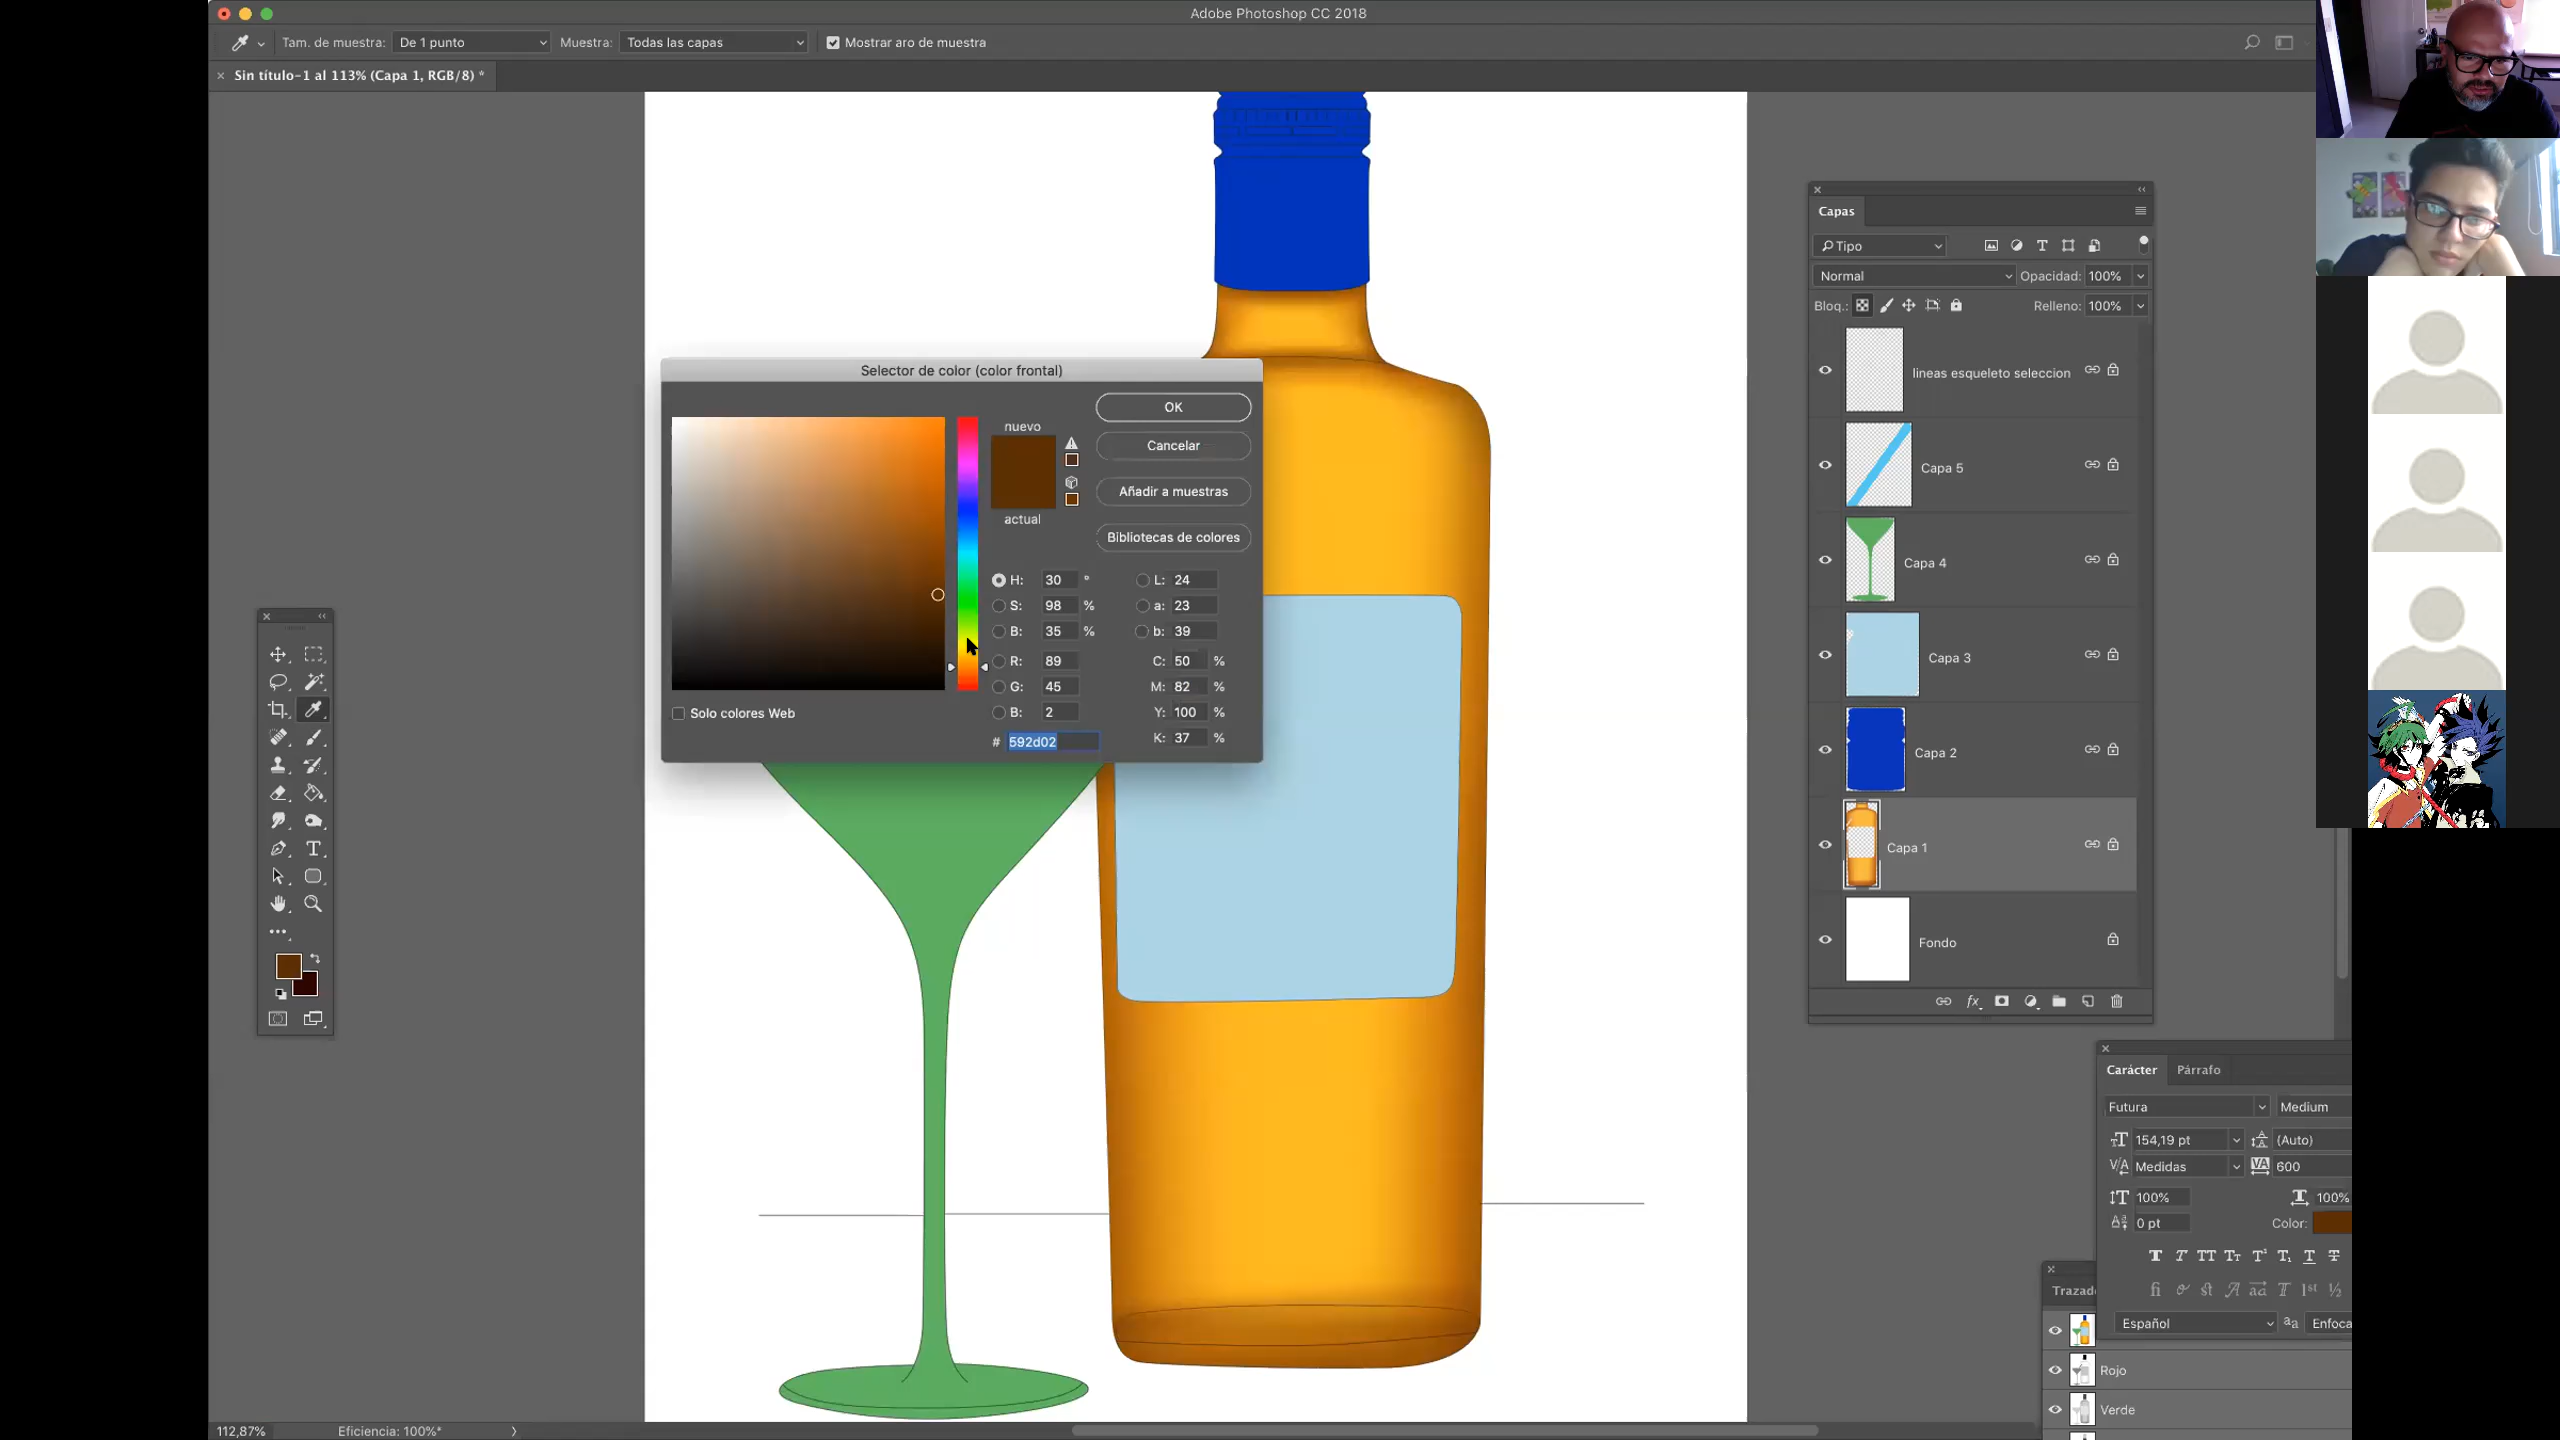 Adobe Photoshop CC 2018
Tam. de muestra: De 1 punto Muestra: Todas las capas Mostrar aro de muestra
Sin título-1 al 113% (Capa 1, RGB/8) *
Selector de color (color frontal)
nuevo
actual
OK
Cancelar
Añadir a muestras
Bibliotecas de colores
H: 30 ° L: 24
S: 98 % a: 23
B: 35 % b: 39
R: 89 C: 50 %
G: 45 M: 82 %
B: 2 Y: 100 %
# 592d02 K: 37 %
Solo colores Web
Capas
Tipo
Normal Opacidad: 100%
Bloq.: Relleno: 100%
lineas esqueleto seleccion
Capa 5
Capa 4
Capa 3
Capa 2
Capa 1
Fondo
fx
Carácter Párrafo
Futura Medium
154,19 pt (Auto)
Medidas 600
100% 100%
0 pt Color:
Español aa Enfoca
Trazad
Rojo
Verde
112,87% Eficiencia: 100%*